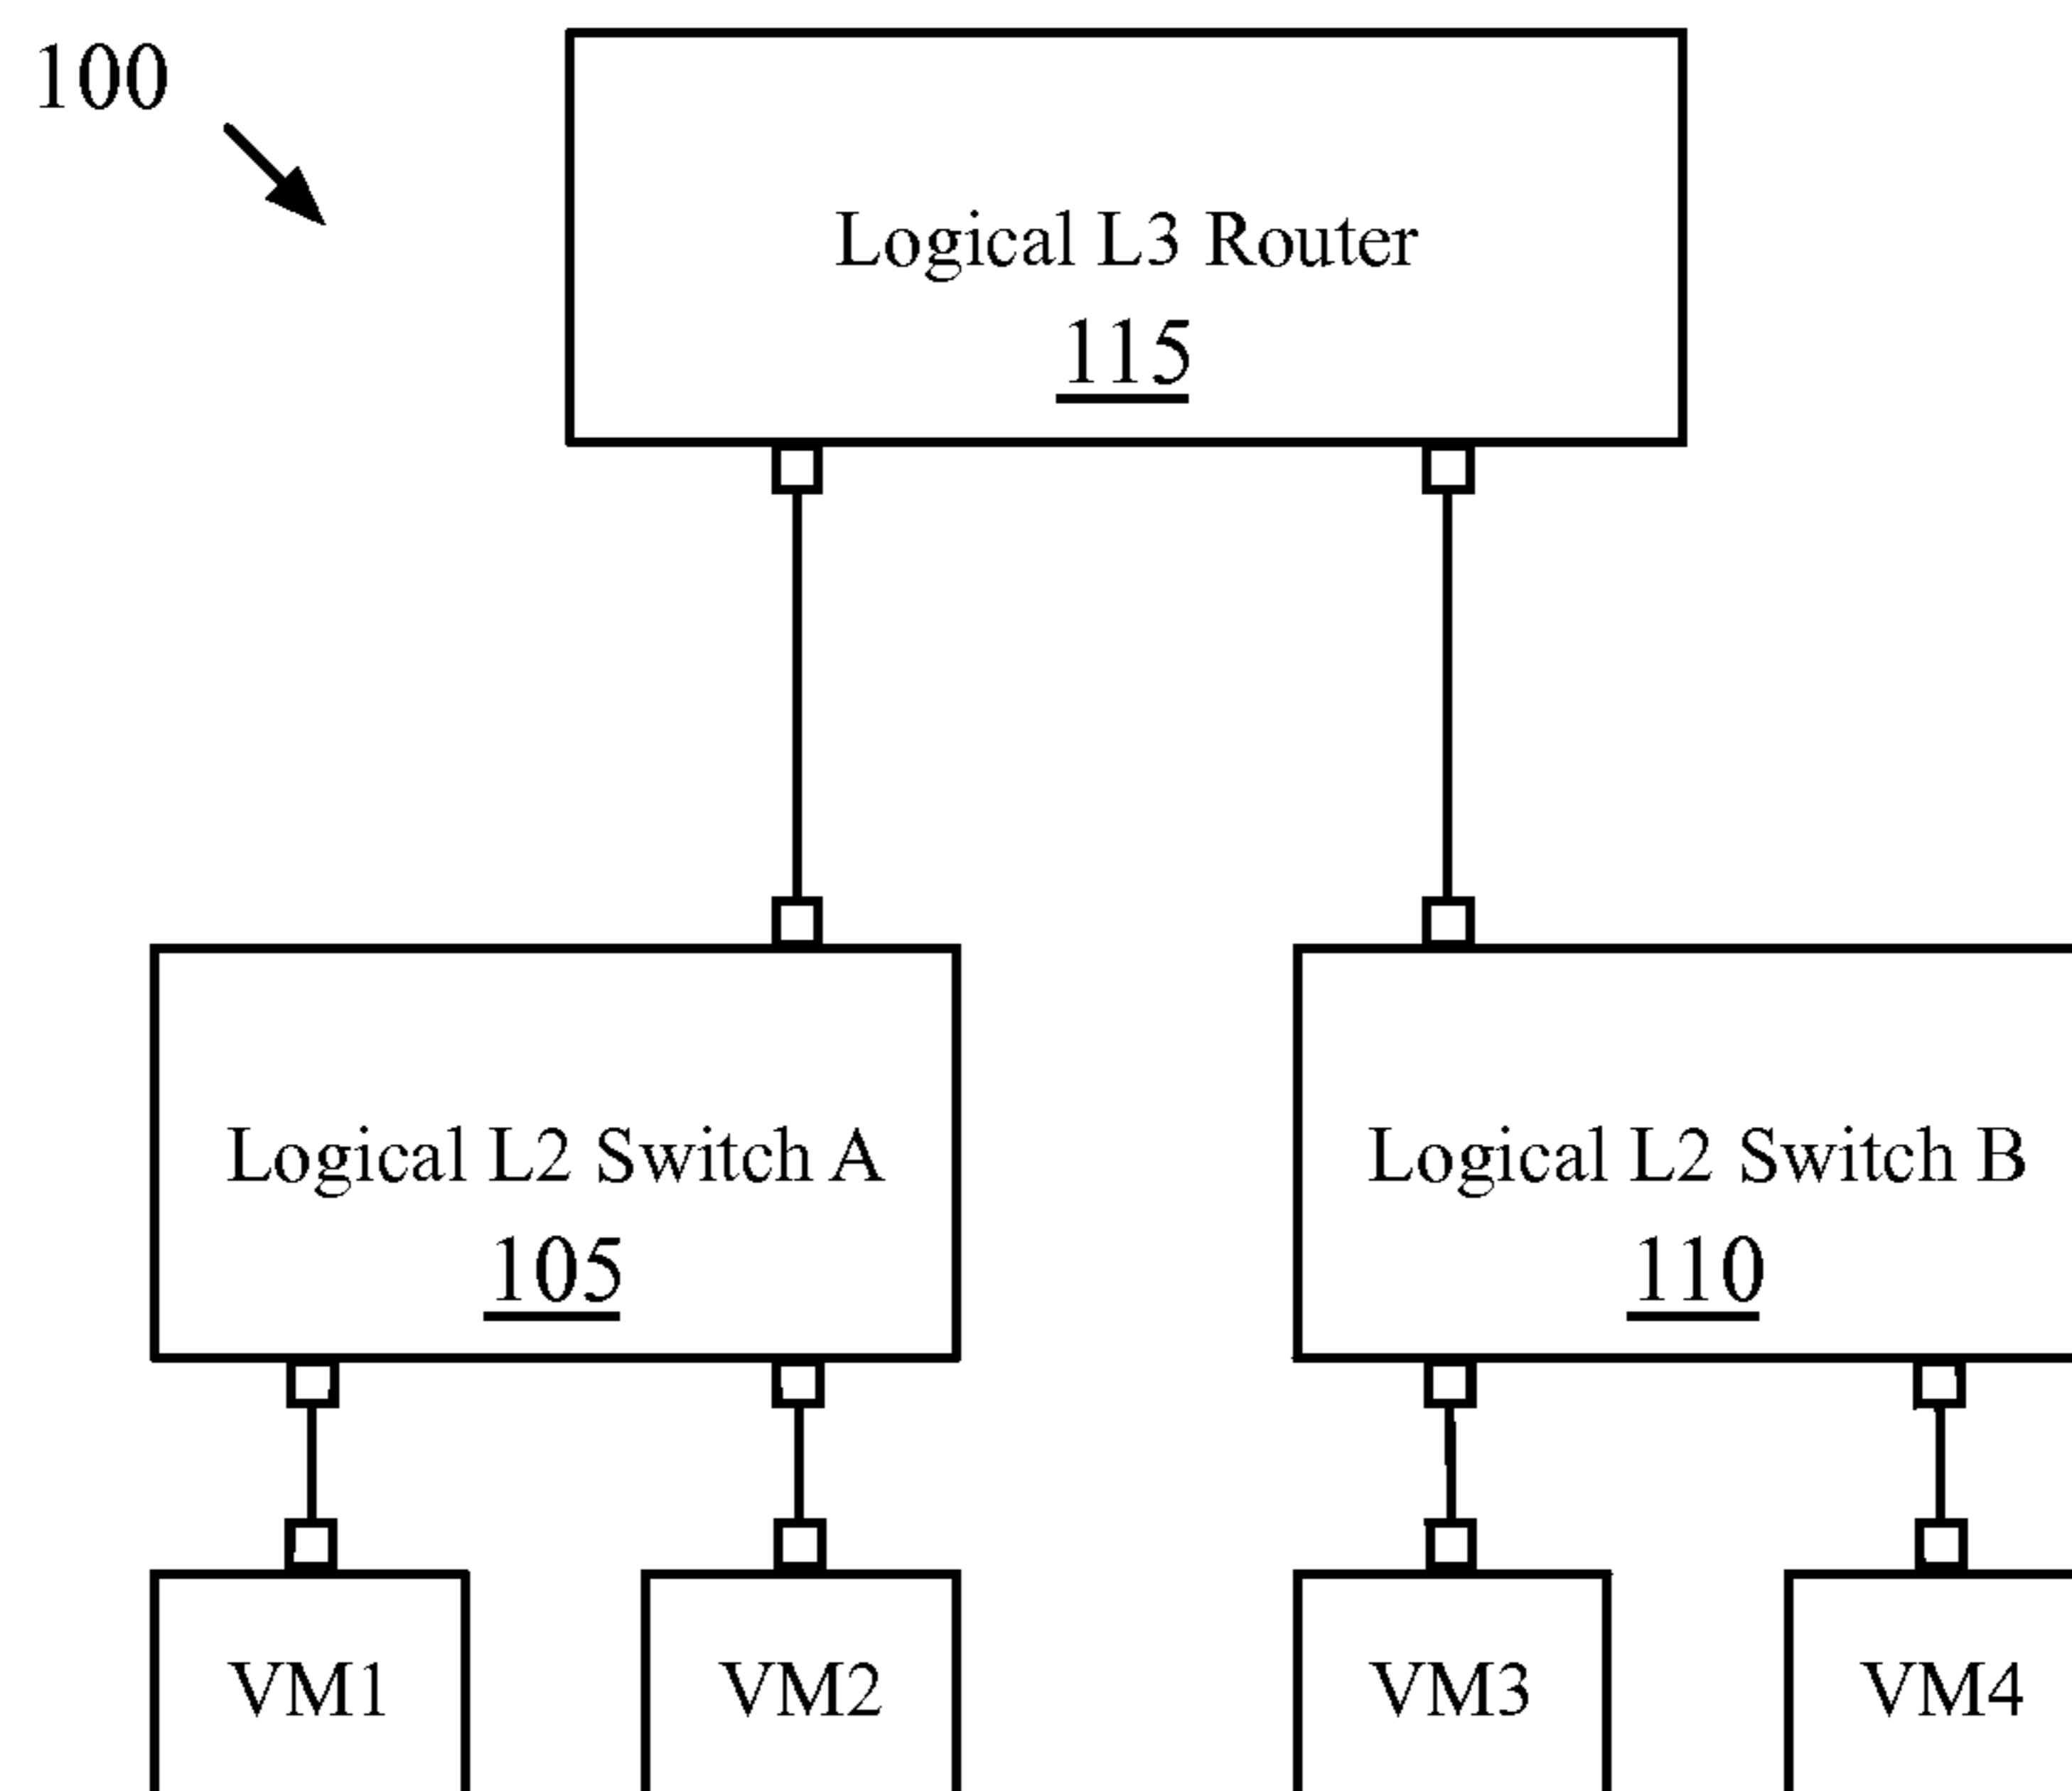 100
Logical L3 Router
115
Logical L2 Switch A
105
Logical L2 Switch B
110
VM1
VM2
VM3
VM4